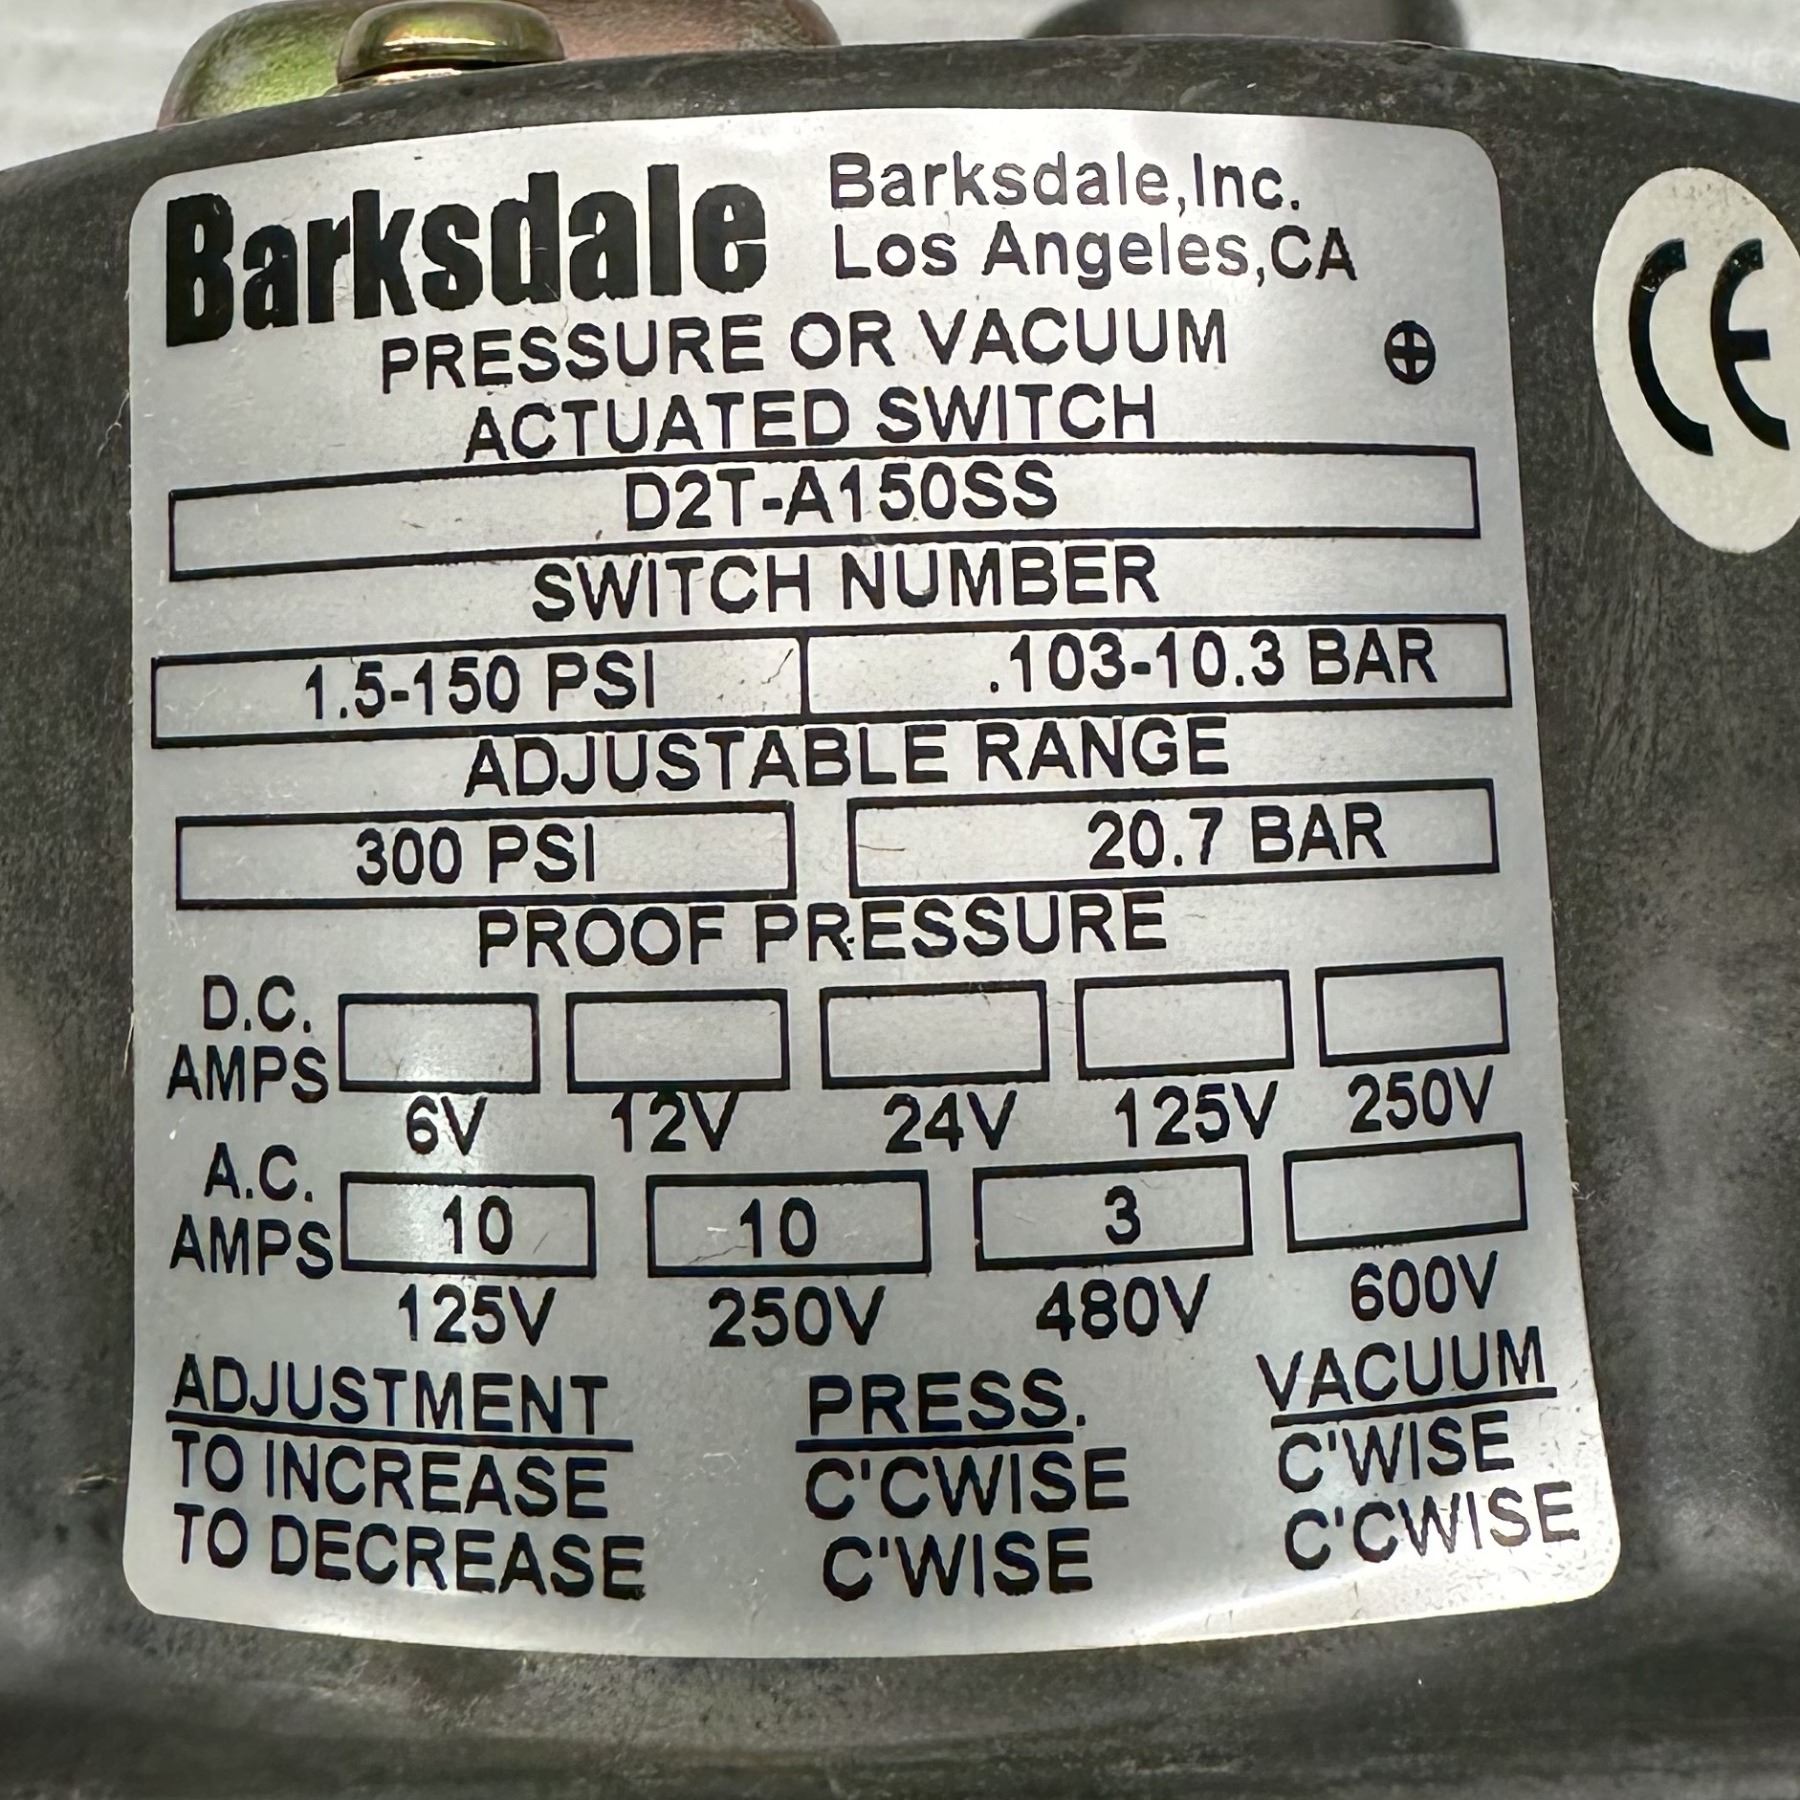 Barksdale
Barksdale,Inc.
Los Angeles,CA
PRESSURE OR VACUUM
ACTUATED SWITCH
D2T-A150SS
SWITCH NUMBER
1.5-150 PSI .103-10.3 BAR
ADJUSTABLE RANGE
300 PSI 20.7 BAR
PROOF PRESSURE
D.C.
AMPS
6V 12V 24V 125V 250V
A.C.
AMPS 10 10 3
125V 250V 480V 600V
ADJUSTMENT PRESS. VACUUM
TO INCREASE C'CWISE C'WISE
TO DECREASE C'WISE C'CWISE
CE